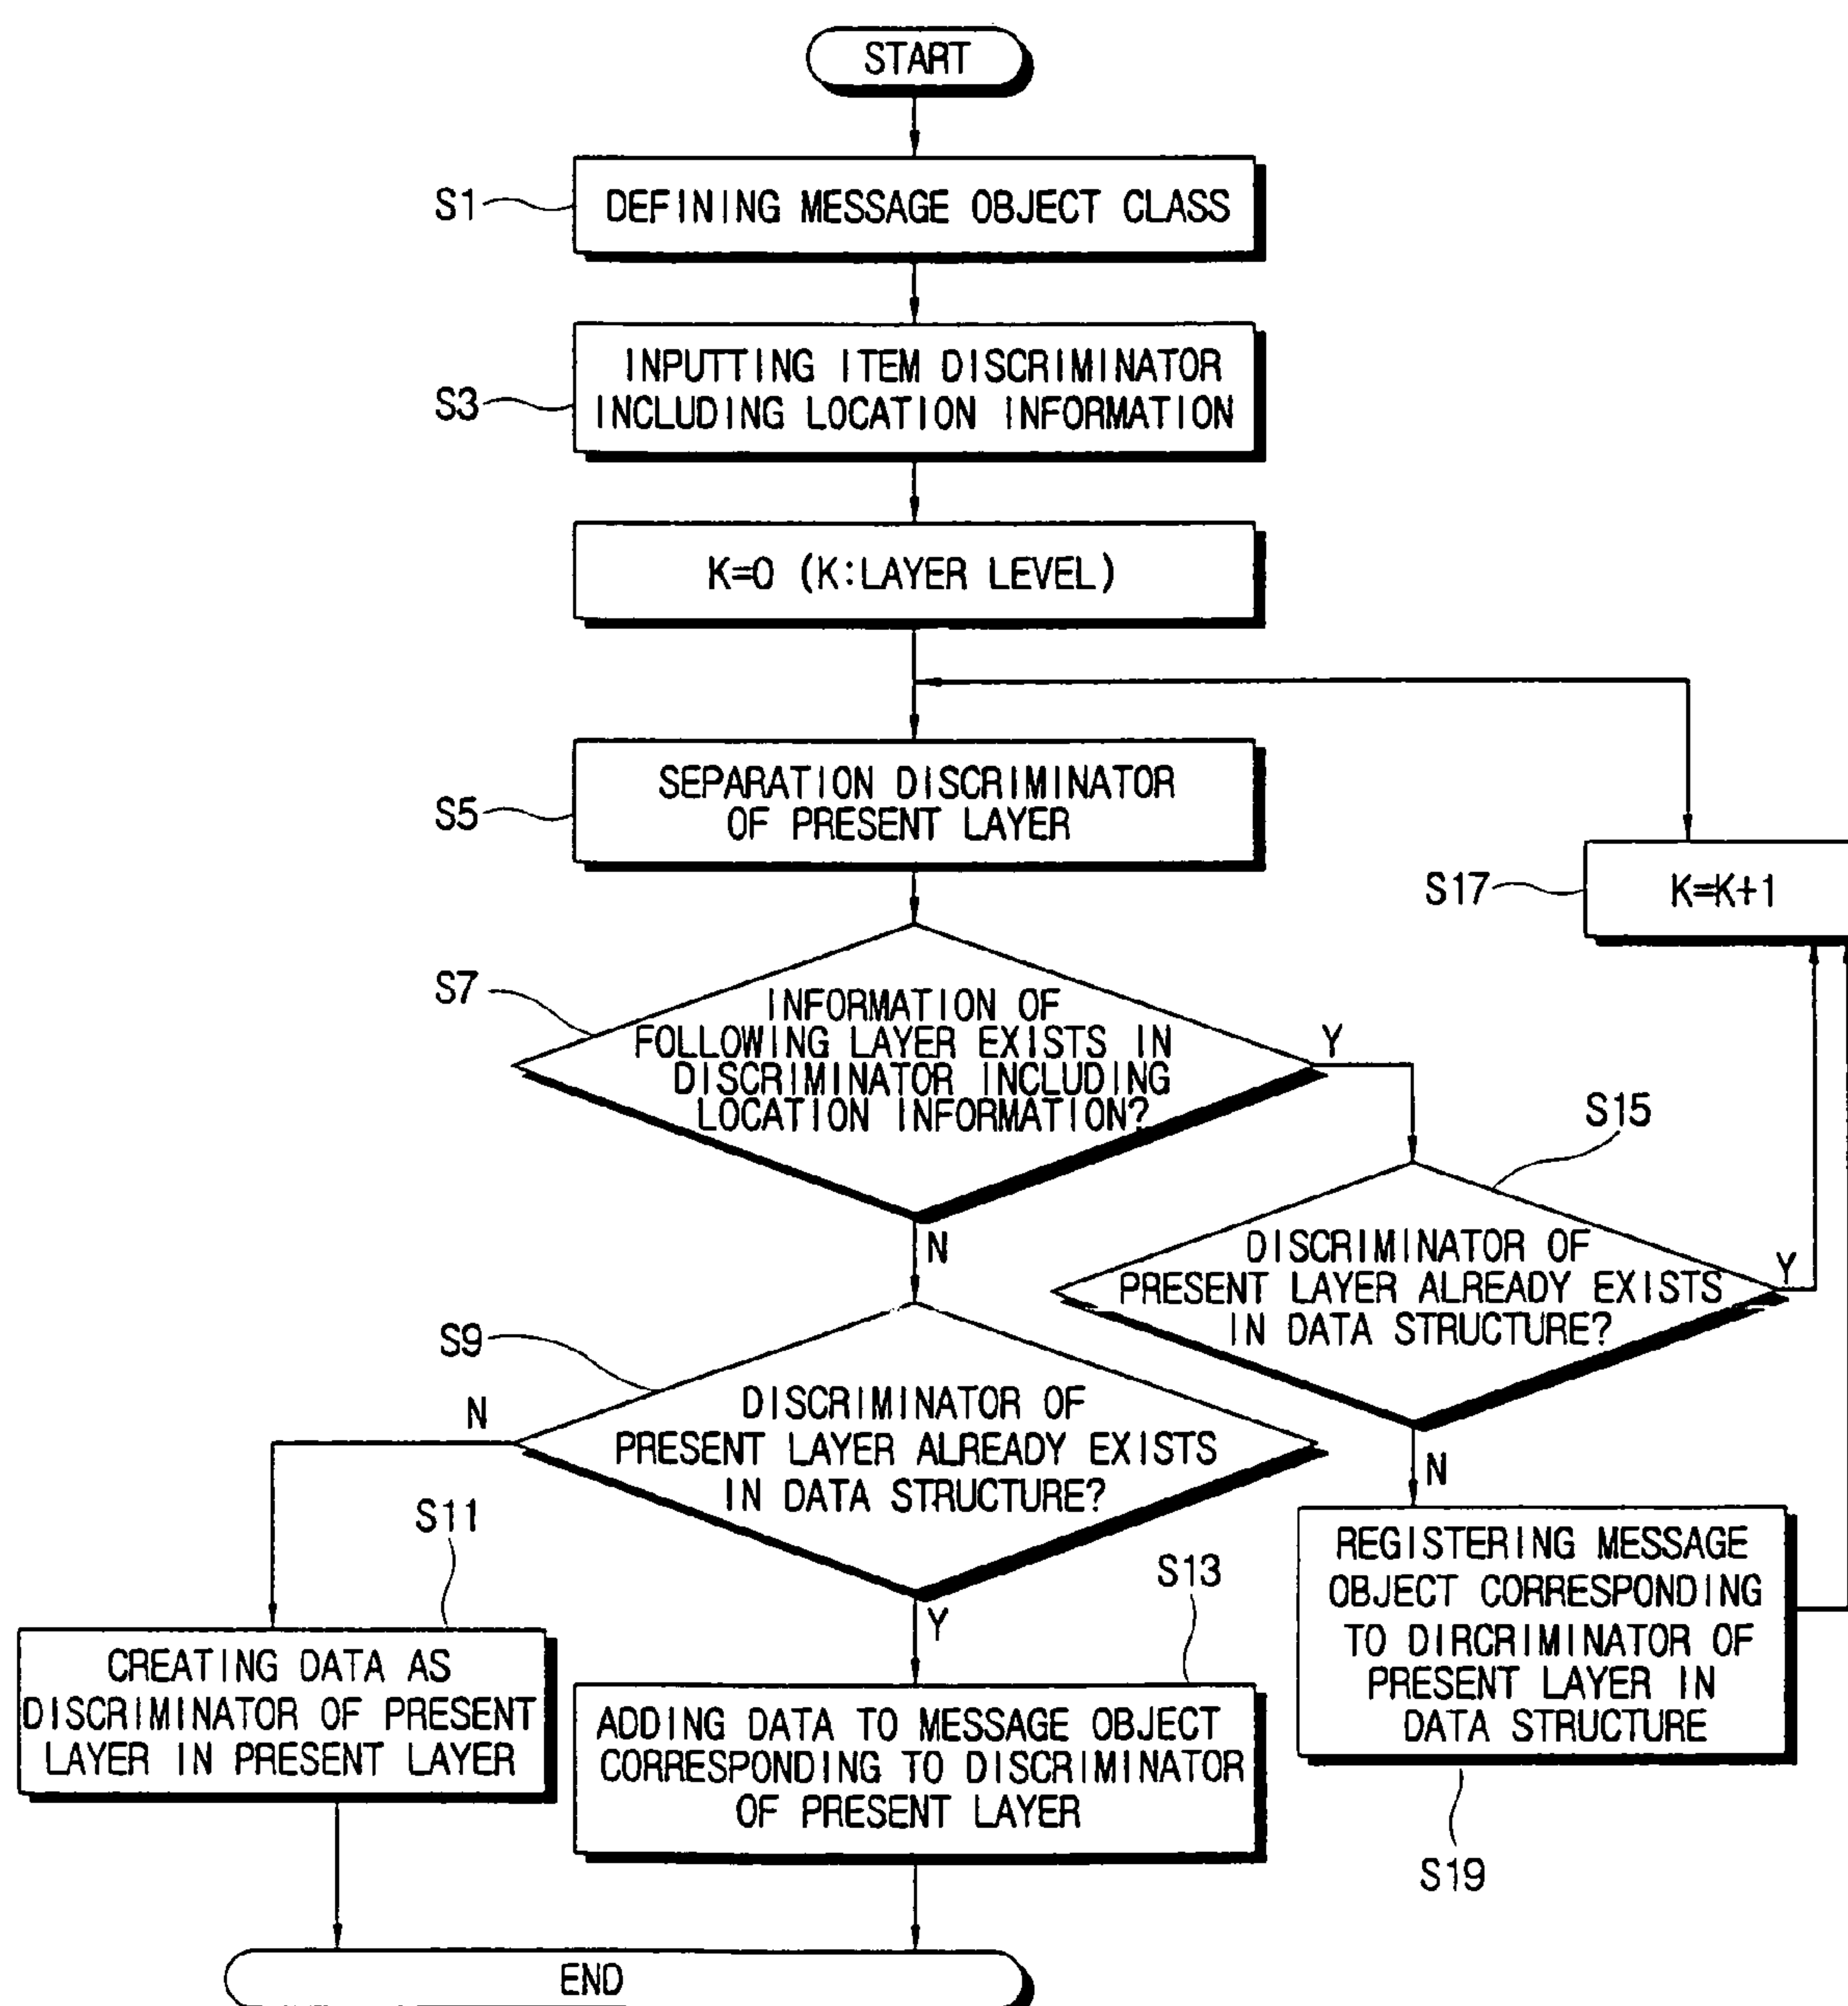 START
S1
DEFINING MESSAGE OBJECT CLASS
S3
INPUTTING ITEM DISCRIMINATOR
INCLUDING LOCATION INFORMATION
K=0 (K:LAYER LEVEL)
S5
SEPARATION DISCRIMINATOR
OF PRESENT LAYER
S17
K=K+1
S7
INFORMATION OF
FOLLOWING LAYER EXISTS IN
DISCRIMINATOR INCLUDING
LOCATION INFORMATION?
Y
N
S15
DISCRIMINATOR OF
PRESENT LAYER ALREADY EXISTS
IN DATA STRUCTURE?
Y
N
S9
DISCRIMINATOR OF
PRESENT LAYER ALREADY EXISTS
IN DATA STRUCTURE?
N
Y
S11
CREATING DATA AS
DISCRIMINATOR OF PRESENT
LAYER IN PRESENT LAYER
S13
ADDING DATA TO MESSAGE OBJECT
CORRESPONDING TO DISCRIMINATOR
OF PRESENT LAYER
REGISTERING MESSAGE
OBJECT CORRESPONDING
TO DIRCRIMINATOR OF
PRESENT LAYER IN
DATA STRUCTURE
S19
END